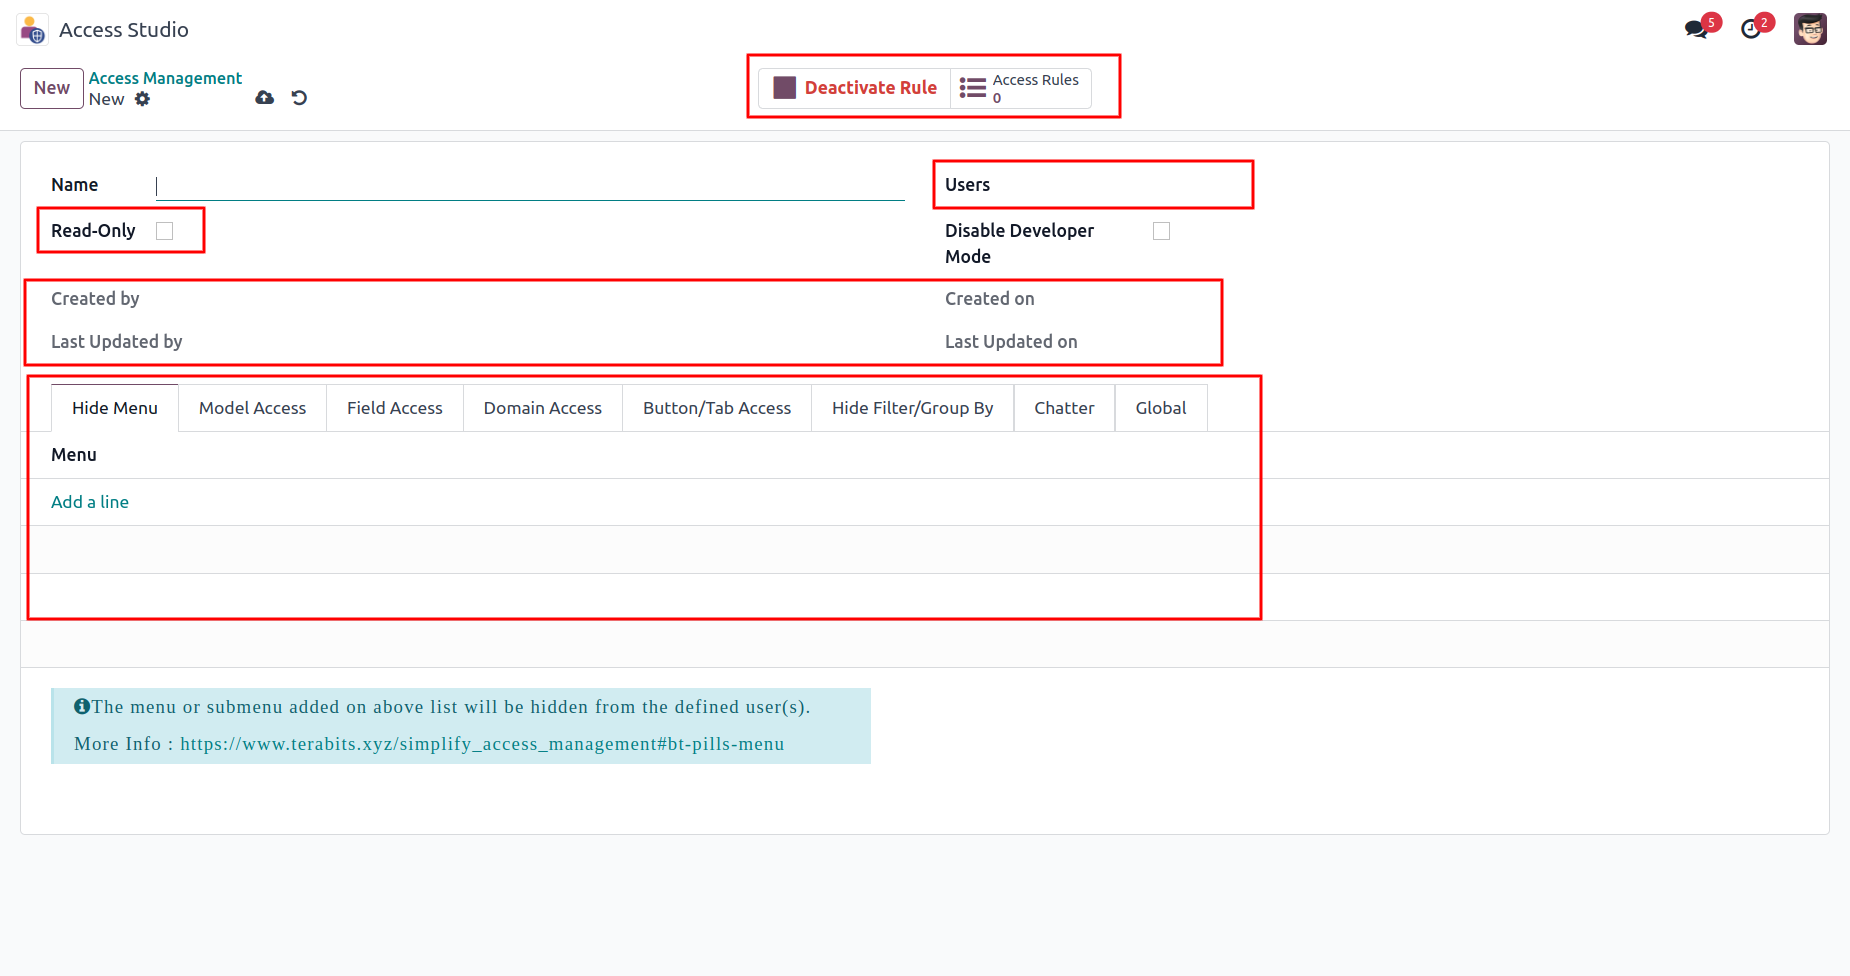 Access Studio
5
2
New
Access Management
New
Deactivate Rule
Access Rules
0
Name
Users
Read-Only
Disable Developer
Mode
Created by
Created on
Last Updated by
Last Updated on
Hide Menu
Model Access
Field Access
Domain Access
Button/Tab Access
Hide Filter/Group By
Chatter
Global
Menu
Add a line
The menu or submenu added on above list will be hidden from the defined user(s).
More Info : https://www.terabits.xyz/simplify_access_management#bt-pills-menu